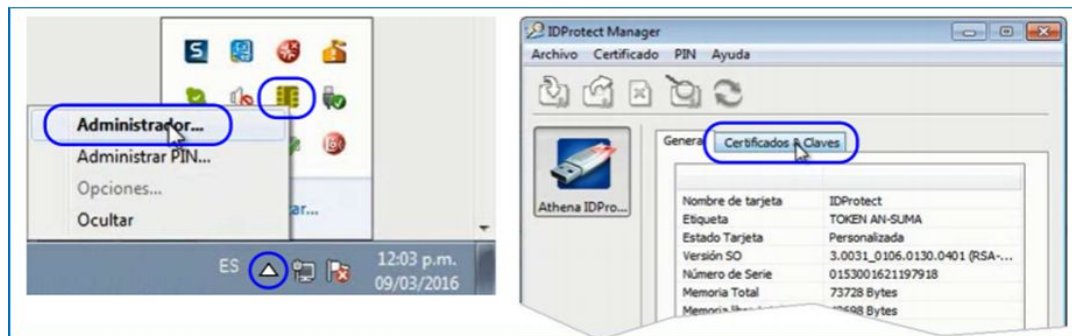 Administrador...
Administrar PIN...
Opciones...
Ocultar
ar...
ES
12:03 p.m.
09/03/2016
IDProtect Manager
Archivo Certificado PIN Ayuda
Athena IDPro...
General Certificados & Claves
Nombre de tarjeta IDProtect
Etiqueta TOKEN AN-SUMA
Estado Tarjeta Personalizada
Versión SO 3.0031_0106.0130.0401 (RSA-...
Número de Serie 0153001621197918
Memoria Total 73728 Bytes
Memoria Bytes